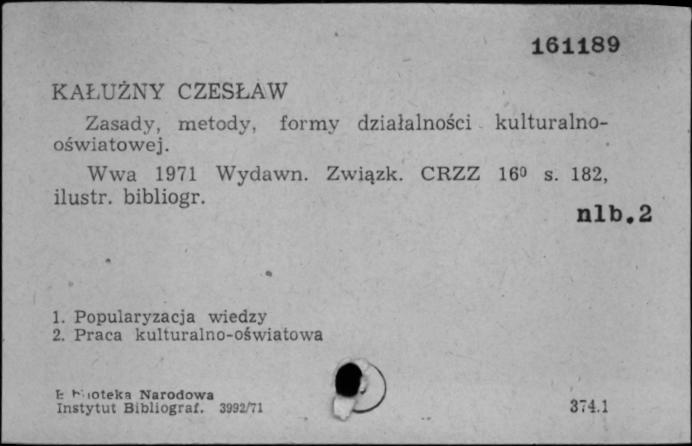 161189
KAŁUŻNY CZESŁAW
Zasady, metody, formy działalności kulturalno-
oświatowej.
Wwa 1971 Wydawn. Związk. CRZZ 16⁰ s. 182,
ilustr. bibliogr.
nlb.2
1. Popularyzacja wiedzy
2. Praca kulturalno-oświatowa
Narodowa
Instytut Bibliograf. 3992/71
374.1